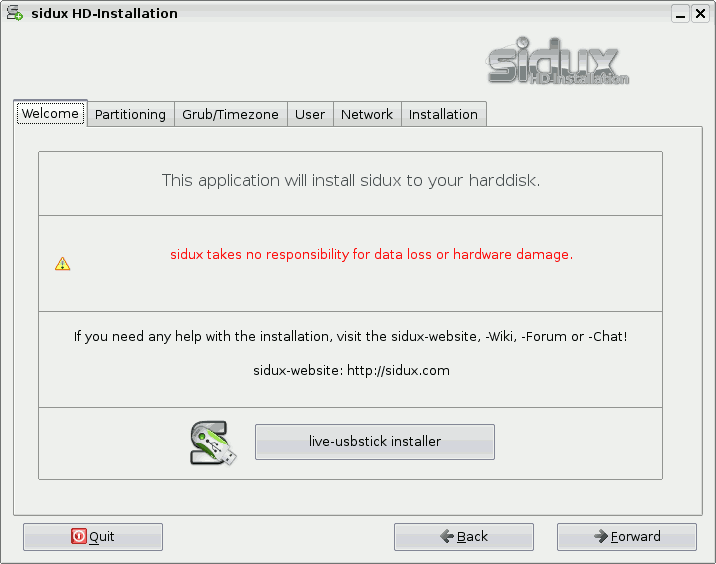 sidux HD-Installation
sidux
HD-Installation
Welcome Partitioning Grub/Timezone User Network Installation
This application will install sidux to your harddisk.
sidux takes no responsibility for data loss or hardware damage.
If you need any help with the installation, visit the sidux-website, -Wiki, -Forum or -Chat!
sidux-website: http://sidux.com
live-usbstick installer
Quit Back Forward